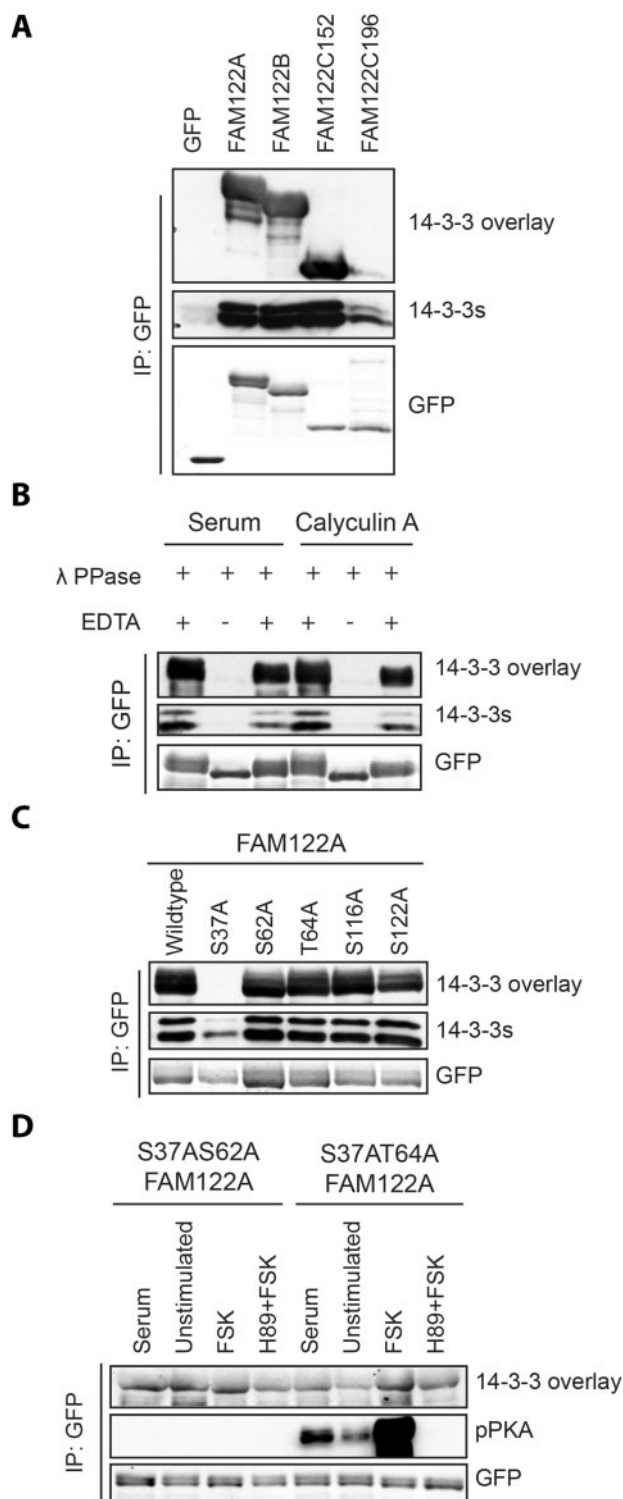 A
GFP
FAM122A
FAM122B
FAM122C152
FAM122C196
IP: GFP
14-3-3 overlay
14-3-3s
GFP
B
Serum Calyculin A
λ PPase + + + + + +
EDTA + - + + - +
IP: GFP
14-3-3 overlay
14-3-3s
GFP
C
FAM122A
Wildtype
S37A
S62A
T64A
S116A
S122A
IP: GFP
14-3-3 overlay
14-3-3s
GFP
D
S37AS62A S37AT64A
FAM122A FAM122A
Serum
Unstimulated
FSK
H89+FSK
Serum
Unstimulated
FSK
H89+FSK
IP: GFP
14-3-3 overlay
pPKA
GFP